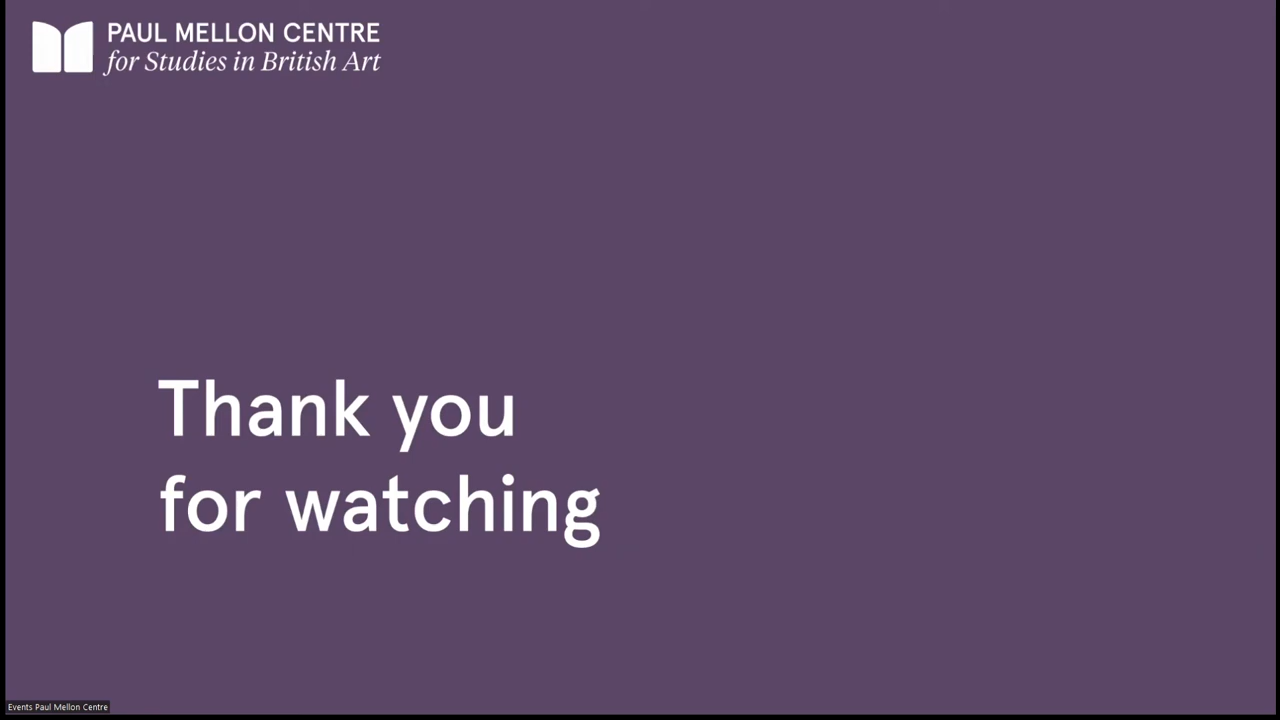 PAUL MELLON CENTRE
for Studies in British Art
Thank you
for watching
Events Paul Mellon Centre